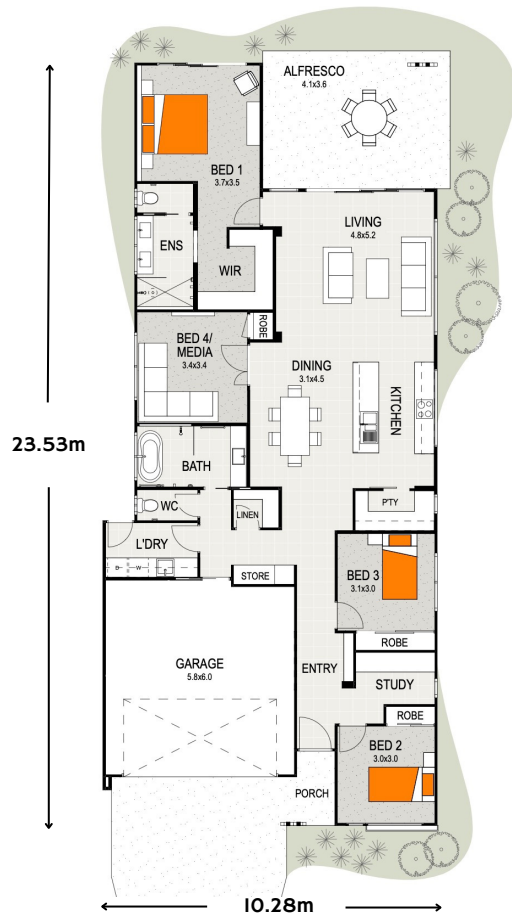 ALFRESCO
4.1x3.6
BED 1
3.7x3.5
LIVING
4.8x5.2
ENS
WIR
ROBE
BED 4/
MEDIA
3.4x3.4
DINING
3.1x4.5
KITCHEN
23.53m
BATH
WC
LINEN
P'TY
L'DRY
D
W
STORE
BED 3
3.1x3.0
ROBE
GARAGE
5.8x6.0
ENTRY
STUDY
ROBE
BED 2
3.0x3.0
PORCH
10.28m